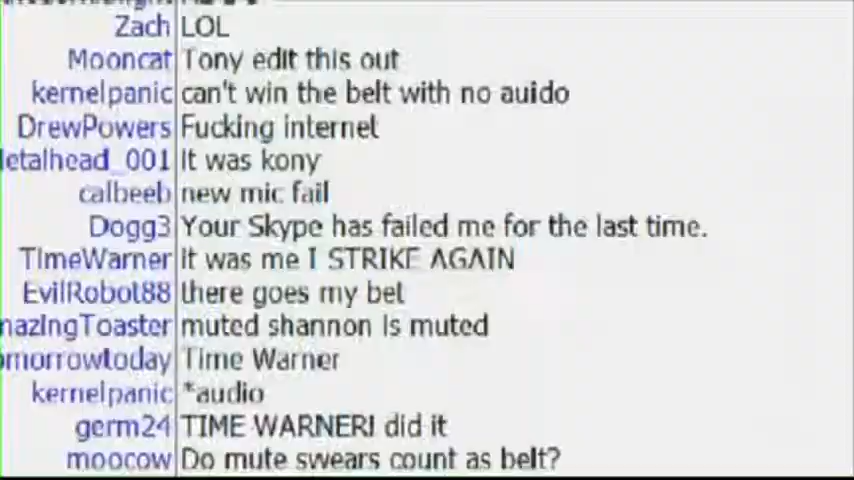 Zach LOL
Mooncat Tony edit this out
kernelpanic can't win the belt with no auido
DrewPowers Fucking internet
etalhead_001 It was kony
calbeeb new mic fail
Dogg3 Your Skype has failed me for the last time.
TimeWarner it was me I STRIKE AGAIN
EvilRobot88 there goes my bet
nazingToaster muted shannon is muted
omorrowtoday Time Warner
kernelpanic *audio
germ24 TIME WARNER! did it
moocow Do mute swears count as belt?